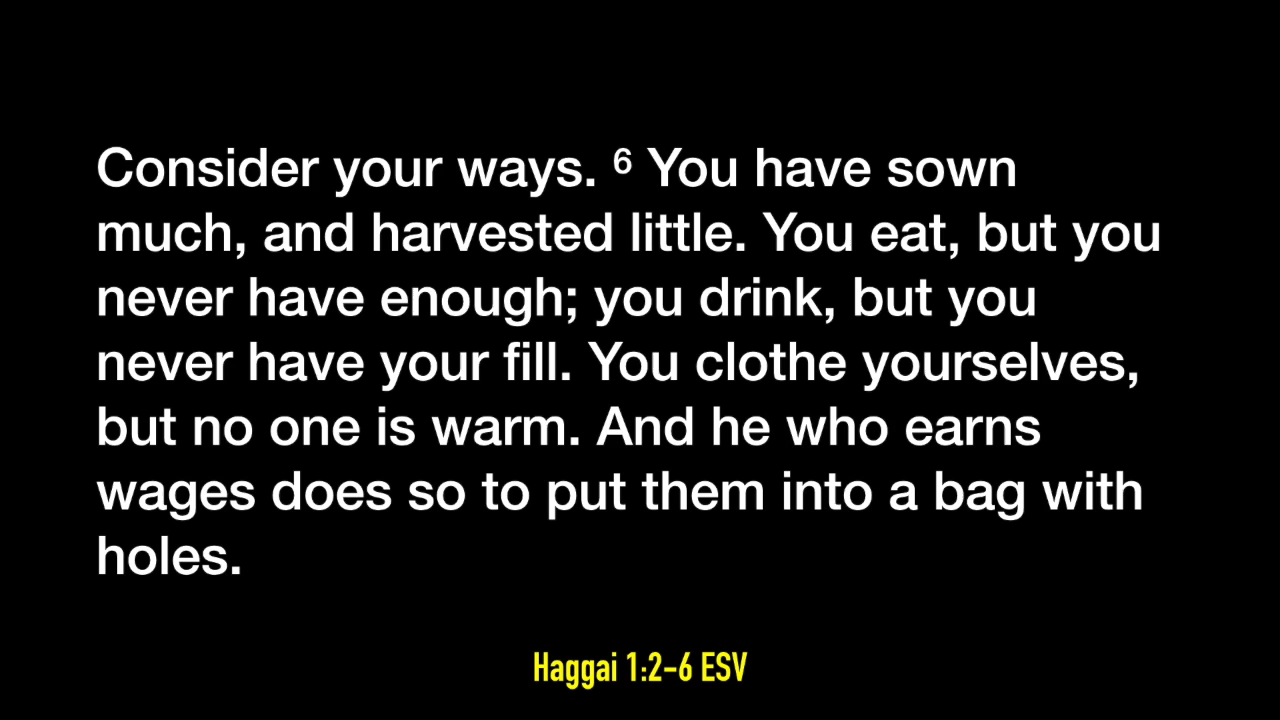 Consider your ways. ⁶ You have sown
much, and harvested little. You eat, but you
never have enough; you drink, but you
never have your fill. You clothe yourselves,
but no one is warm. And he who earns
wages does so to put them into a bag with
holes.
Haggai 1:2-6 ESV